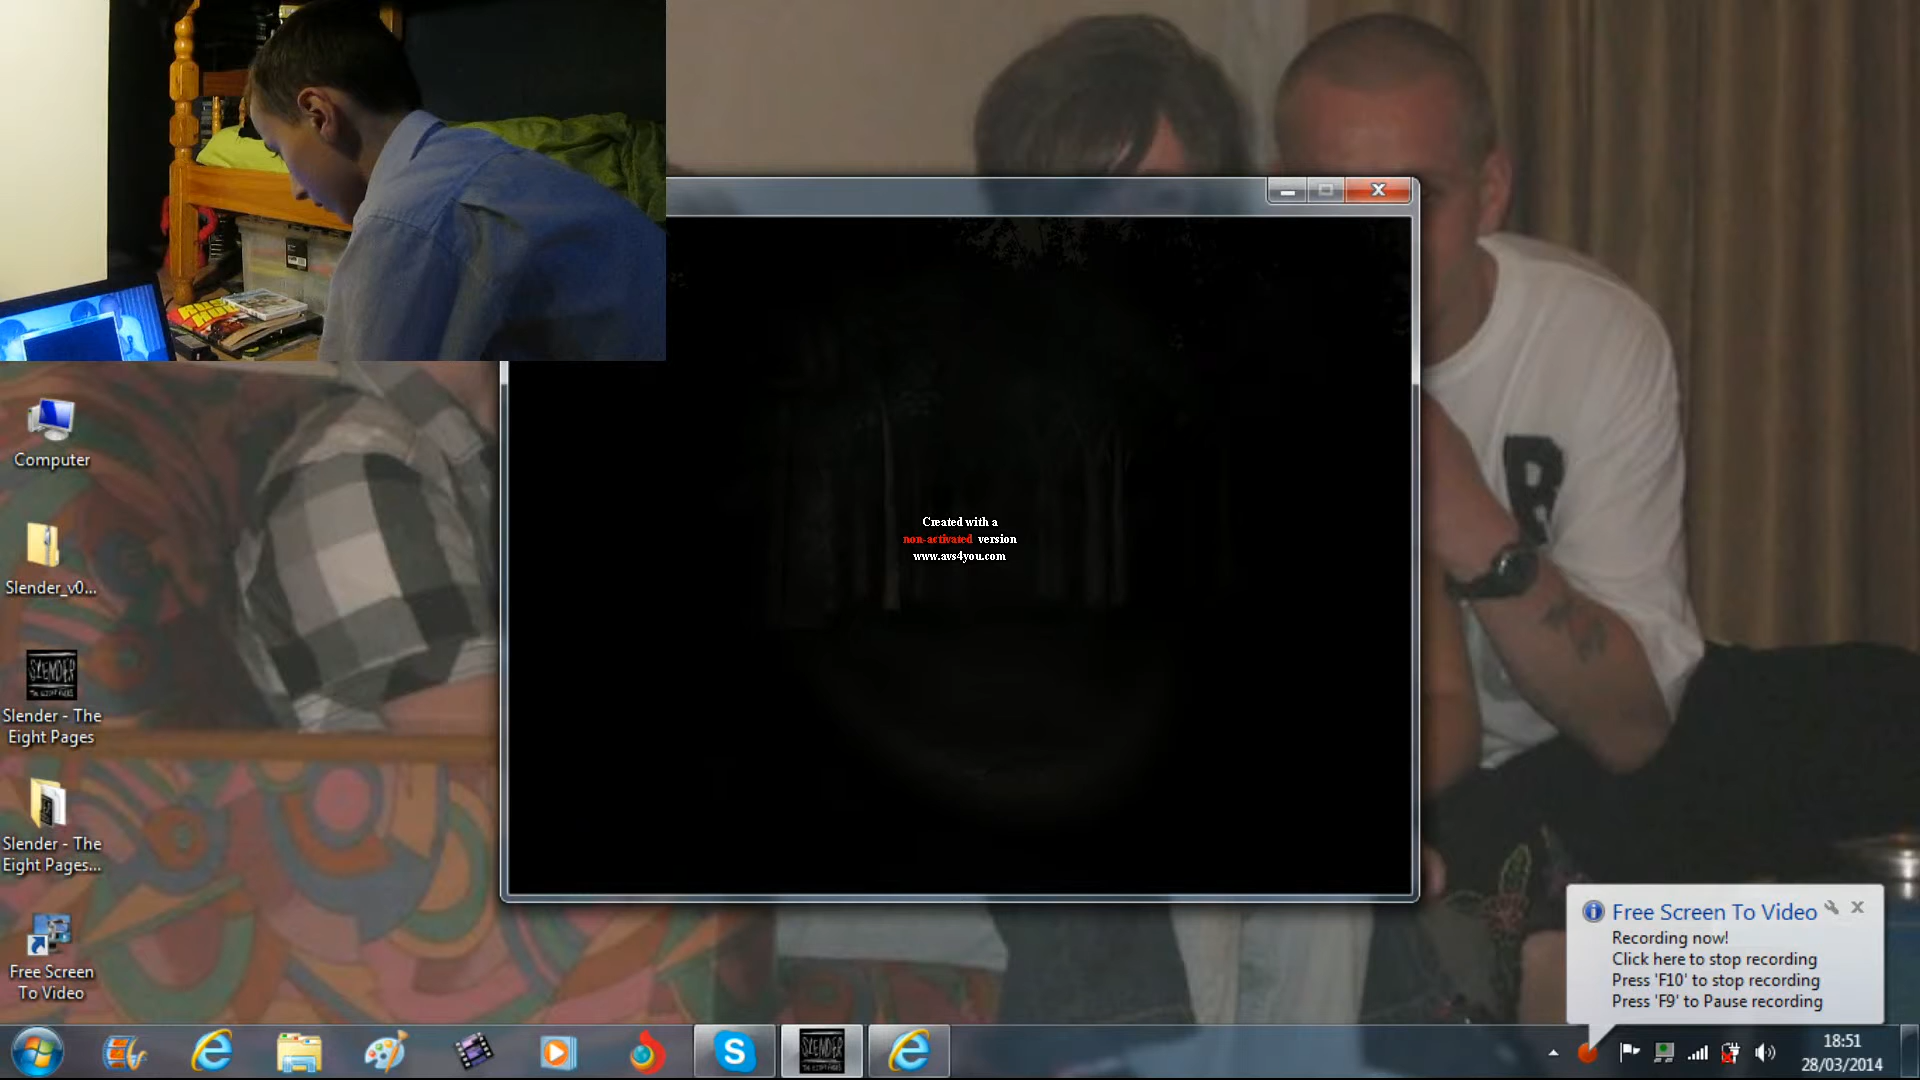 Created with a
non-activated version
www.avs4you.com
Computer
Slender_v0...
SLENDER
Slender - The
Eight Pages
Slender - The
Eight Pages...
Free Screen
To Video
Free Screen To Video
Recording now!
Click here to stop recording
Press 'F10' to stop recording
Press 'F9' to Pause recording
R
S
SLENDER
18:51
28/03/2014